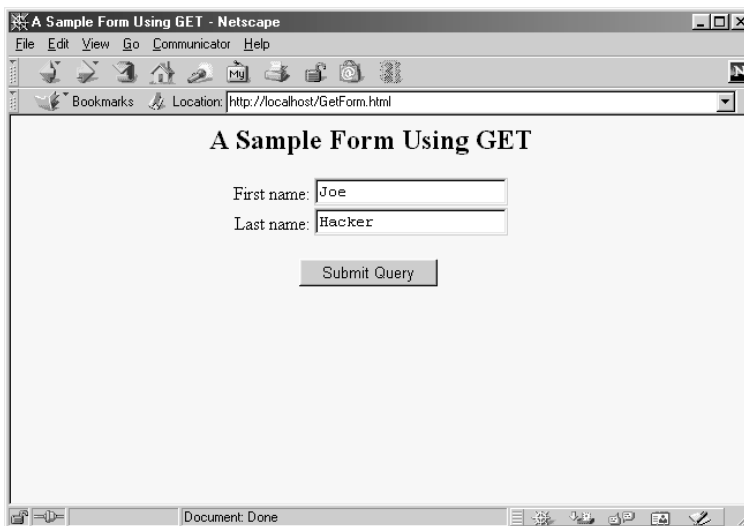 A Sample Form Using GET - Netscape
File Edit View Go Communicator Help
My
N
Bookmarks Location: http://localhost/GetForm.html
A Sample Form Using GET
First name: Joe
Last name: Hacker
Submit Query
Document: Done